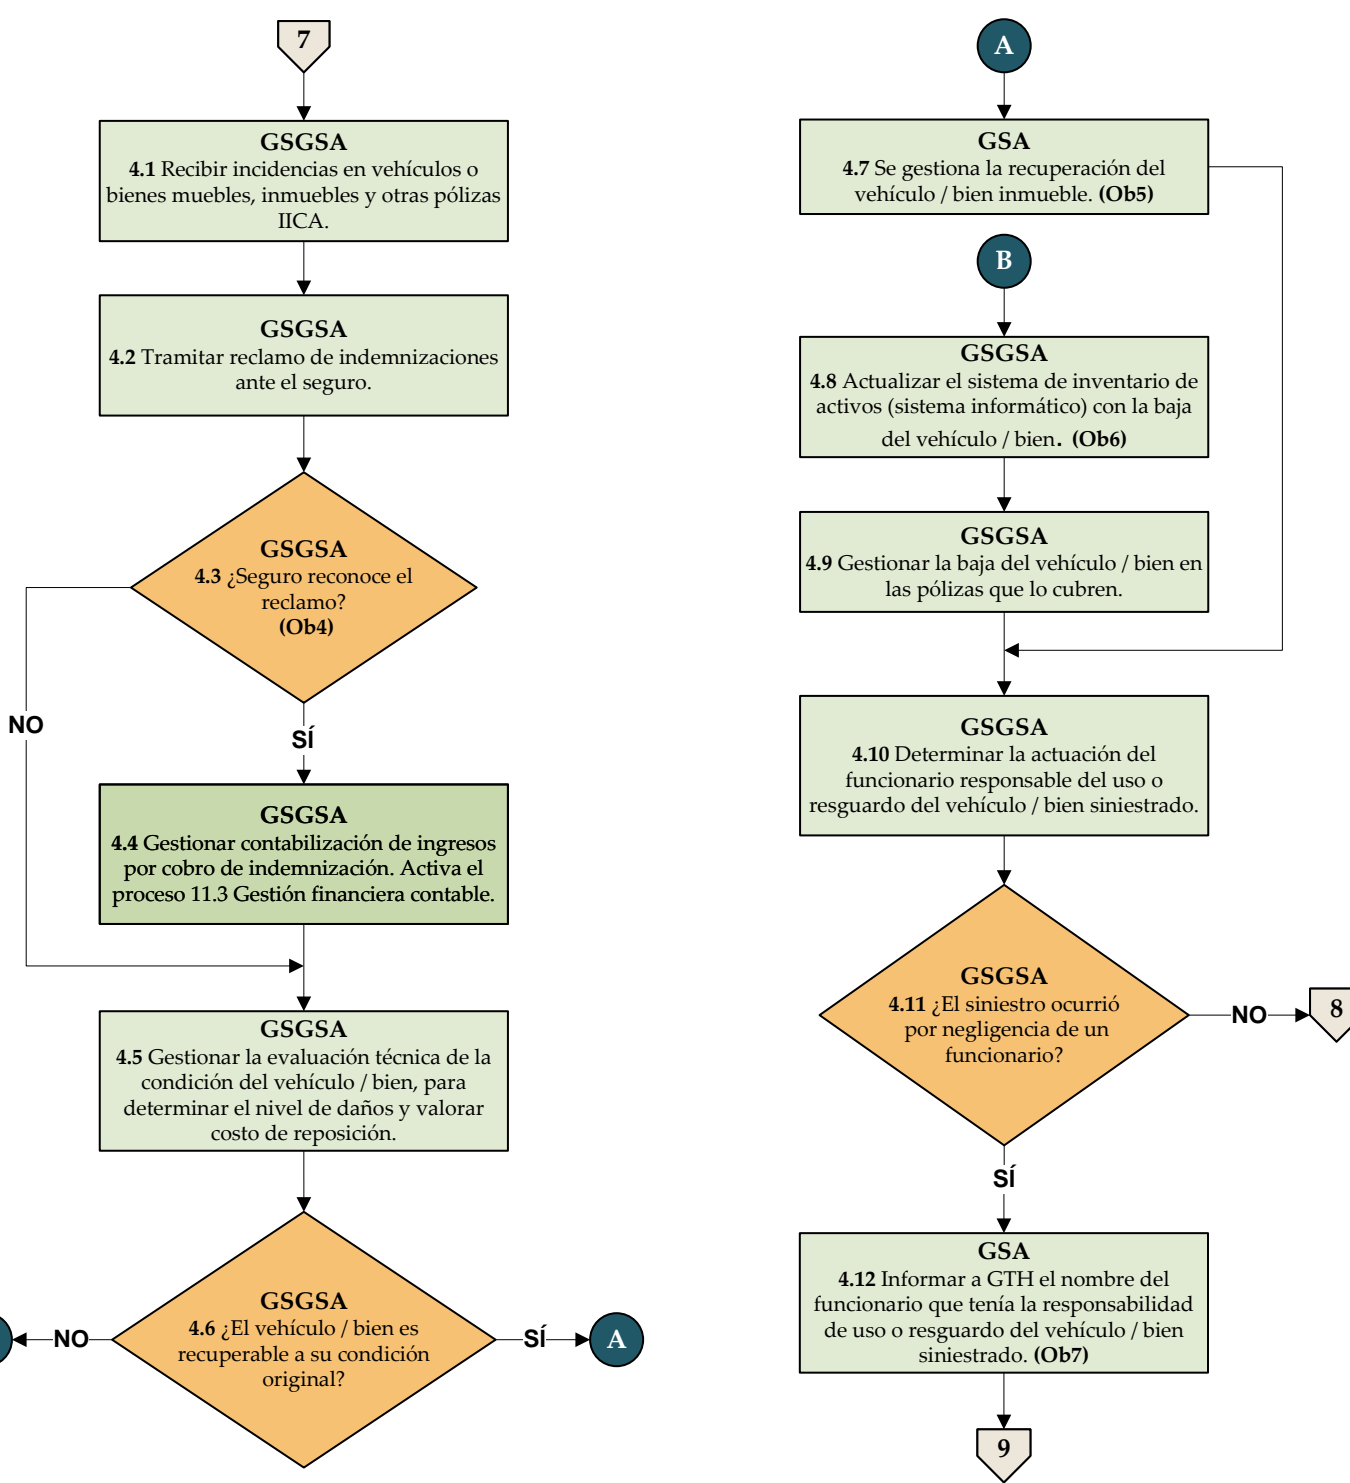 7
GSGSA
4.1 Recibir incidencias en vehículos o
bienes muebles, inmuebles y otras pólizas
IICA.
GSGSA
4.2 Tramitar reclamo de indemnizaciones
ante el seguro.
GSGSA
4.3 ¿Seguro reconoce el
reclamo?
(Ob4)
NO
SÍ
GSGSA
4.4 Gestionar contabilización de ingresos
por cobro de indemnización. Activa el
proceso 11.3 Gestión financiera contable.
GSGSA
4.5 Gestionar la evaluación técnica de la
condición del vehículo / bien, para
determinar el nivel de daños y valorar
costo de reposición.
GSGSA
4.6 ¿El vehículo / bien es
recuperable a su condición
original?
NO
SÍ
A
A
GSA
4.7 Se gestiona la recuperación del
vehículo / bien inmueble. (Ob5)
B
GSGSA
4.8 Actualizar el sistema de inventario de
activos (sistema informático) con la baja
del vehículo / bien. (Ob6)
GSGSA
4.9 Gestionar la baja del vehículo / bien en
las pólizas que lo cubren.
GSGSA
4.10 Determinar la actuación del
funcionario responsable del uso o
resguardo del vehículo / bien siniestrado.
GSGSA
4.11 ¿El siniestro ocurrió
por negligencia de un
funcionario?
NO
8
SÍ
GSA
4.12 Informar a GTH el nombre del
funcionario que tenía la responsabilidad
de uso o resguardo del vehículo / bien
siniestrado. (Ob7)
9